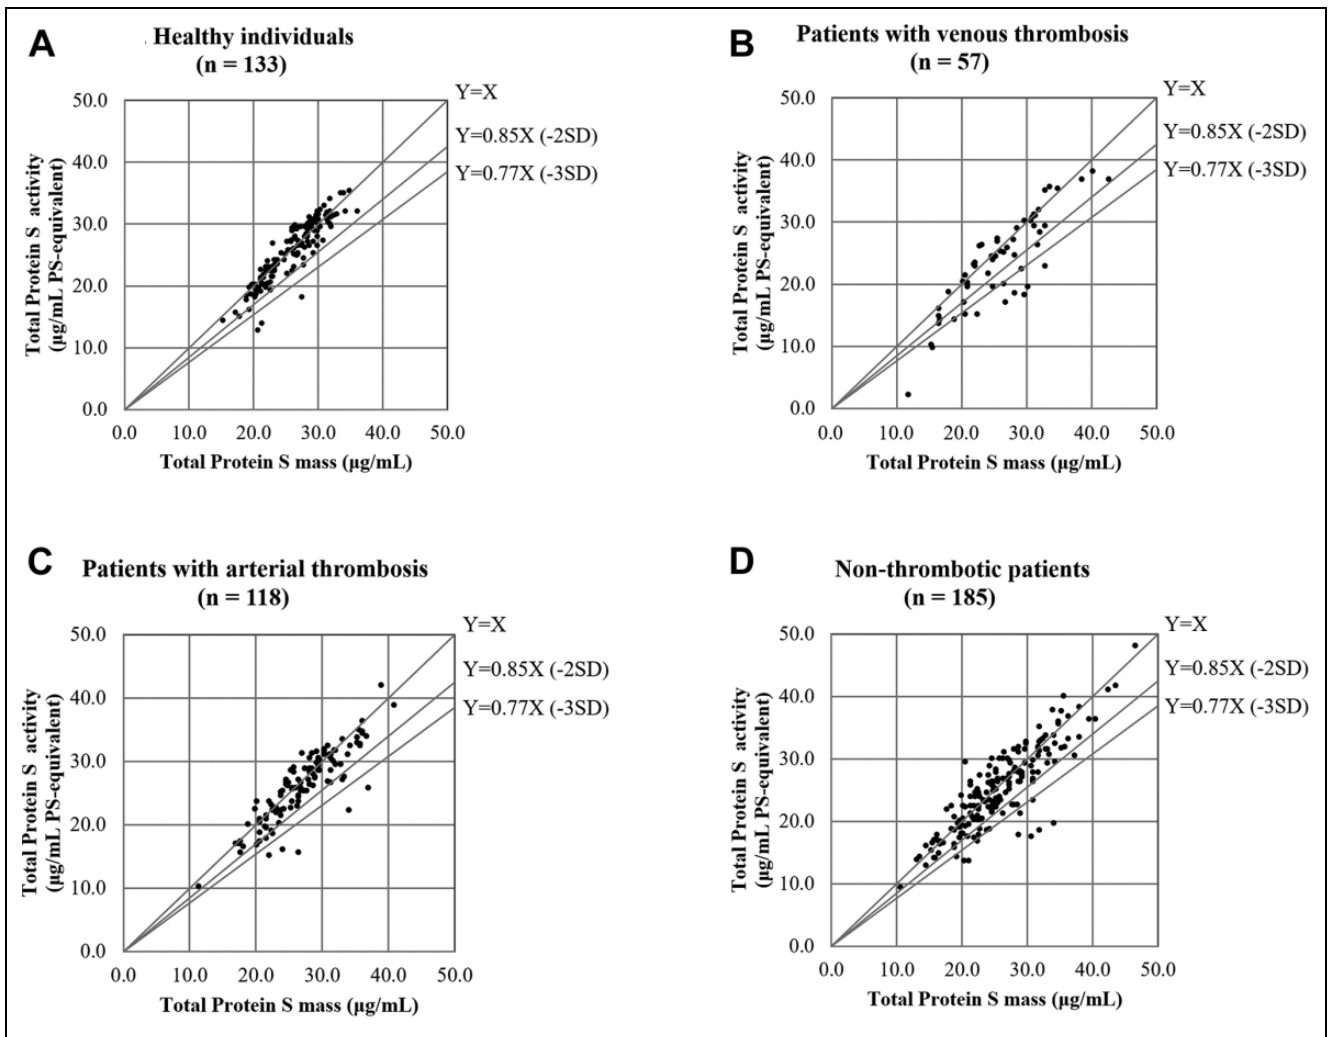 A
Healthy individuals
(n = 133)
Y=X
Y=0.85X (-2SD)
Y=0.77X (-3SD)
50.0
40.0
30.0
20.0
10.0
0.0
Total Protein S activity
(µg/mL PS-equivalent)
0.0 10.0 20.0 30.0 40.0 50.0
Total Protein S mass (µg/mL)
B
Patients with venous thrombosis
(n = 57)
Y=X
Y=0.85X (-2SD)
Y=0.77X (-3SD)
50.0
40.0
30.0
20.0
10.0
0.0
Total Protein S activity
(µg/mL PS-equivalent)
0.0 10.0 20.0 30.0 40.0 50.0
Total Protein S mass (µg/mL)
C
Patients with arterial thrombosis
(n = 118)
Y=X
Y=0.85X (-2SD)
Y=0.77X (-3SD)
50.0
40.0
30.0
20.0
10.0
0.0
Total Protein S activity
(µg/mL PS-equivalent)
0.0 10.0 20.0 30.0 40.0 50.0
Total Protein S mass (µg/mL)
D
Non-thrombotic patients
(n = 185)
Y=X
Y=0.85X (-2SD)
Y=0.77X (-3SD)
50.0
40.0
30.0
20.0
10.0
0.0
Total Protein S activity
(µg/mL PS-equivalent)
0.0 10.0 20.0 30.0 40.0 50.0
Total Protein S mass (µg/mL)